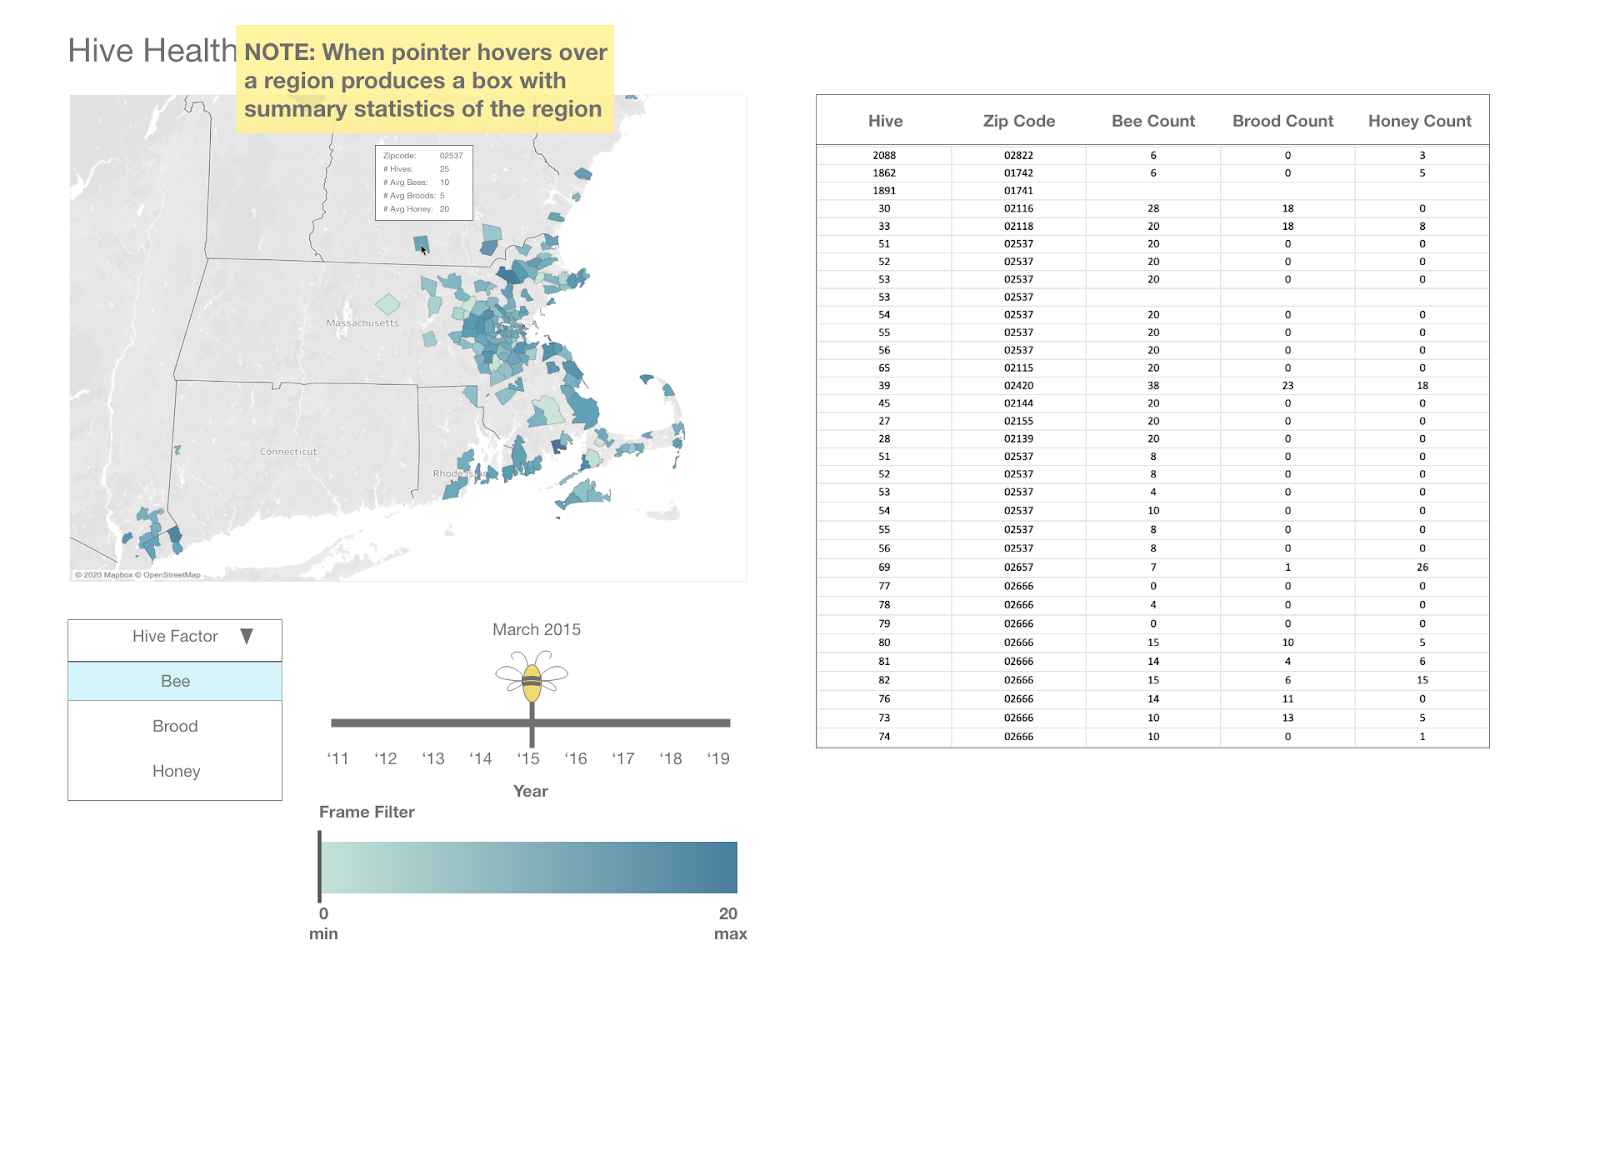 Hive Health
NOTE: When pointer hovers over
a region produces a box with
summary statistics of the region
Zipcode: 02537
# Hives: 25
# Avg Bees: 10
# Avg Broods: 5
# Avg Honey: 20
Massachusetts
Connecticut
© 2020 Mapbox © OpenStreetMap
Hive Factor
Bee
Brood
Honey
March 2015
‘11 ‘12 ‘13 ‘14 ‘15 ‘16 ‘17 ‘18 ‘19
Year
Frame Filter
0 20
min max
Hive Zip Code Bee Count Brood Count Honey Count
2088 02822 6 0 3
1862 01742 6 0 5
1891 01741
30 02116 28 18 0
33 02118 20 18 8
51 02537 20 0 0
52 02537 20 0 0
53 02537 20 0 0
53 02537
54 02537 20 0 0
55 02537 20 0 0
56 02537 20 0 0
65 02115 20 0 0
39 02420 38 23 18
45 02144 20 0 0
27 02155 20 0 0
28 02139 20 0 0
51 02537 8 0 0
52 02537 8 0 0
53 02537 4 0 0
54 02537 10 0 0
55 02537 8 0 0
56 02537 8 0 0
69 02657 7 1 26
77 02666 0 0 0
78 02666 4 0 0
79 02666 0 0 0
80 02666 15 10 5
81 02666 14 4 6
82 02666 15 6 15
76 02666 14 11 0
73 02666 10 13 5
74 02666 10 0 1